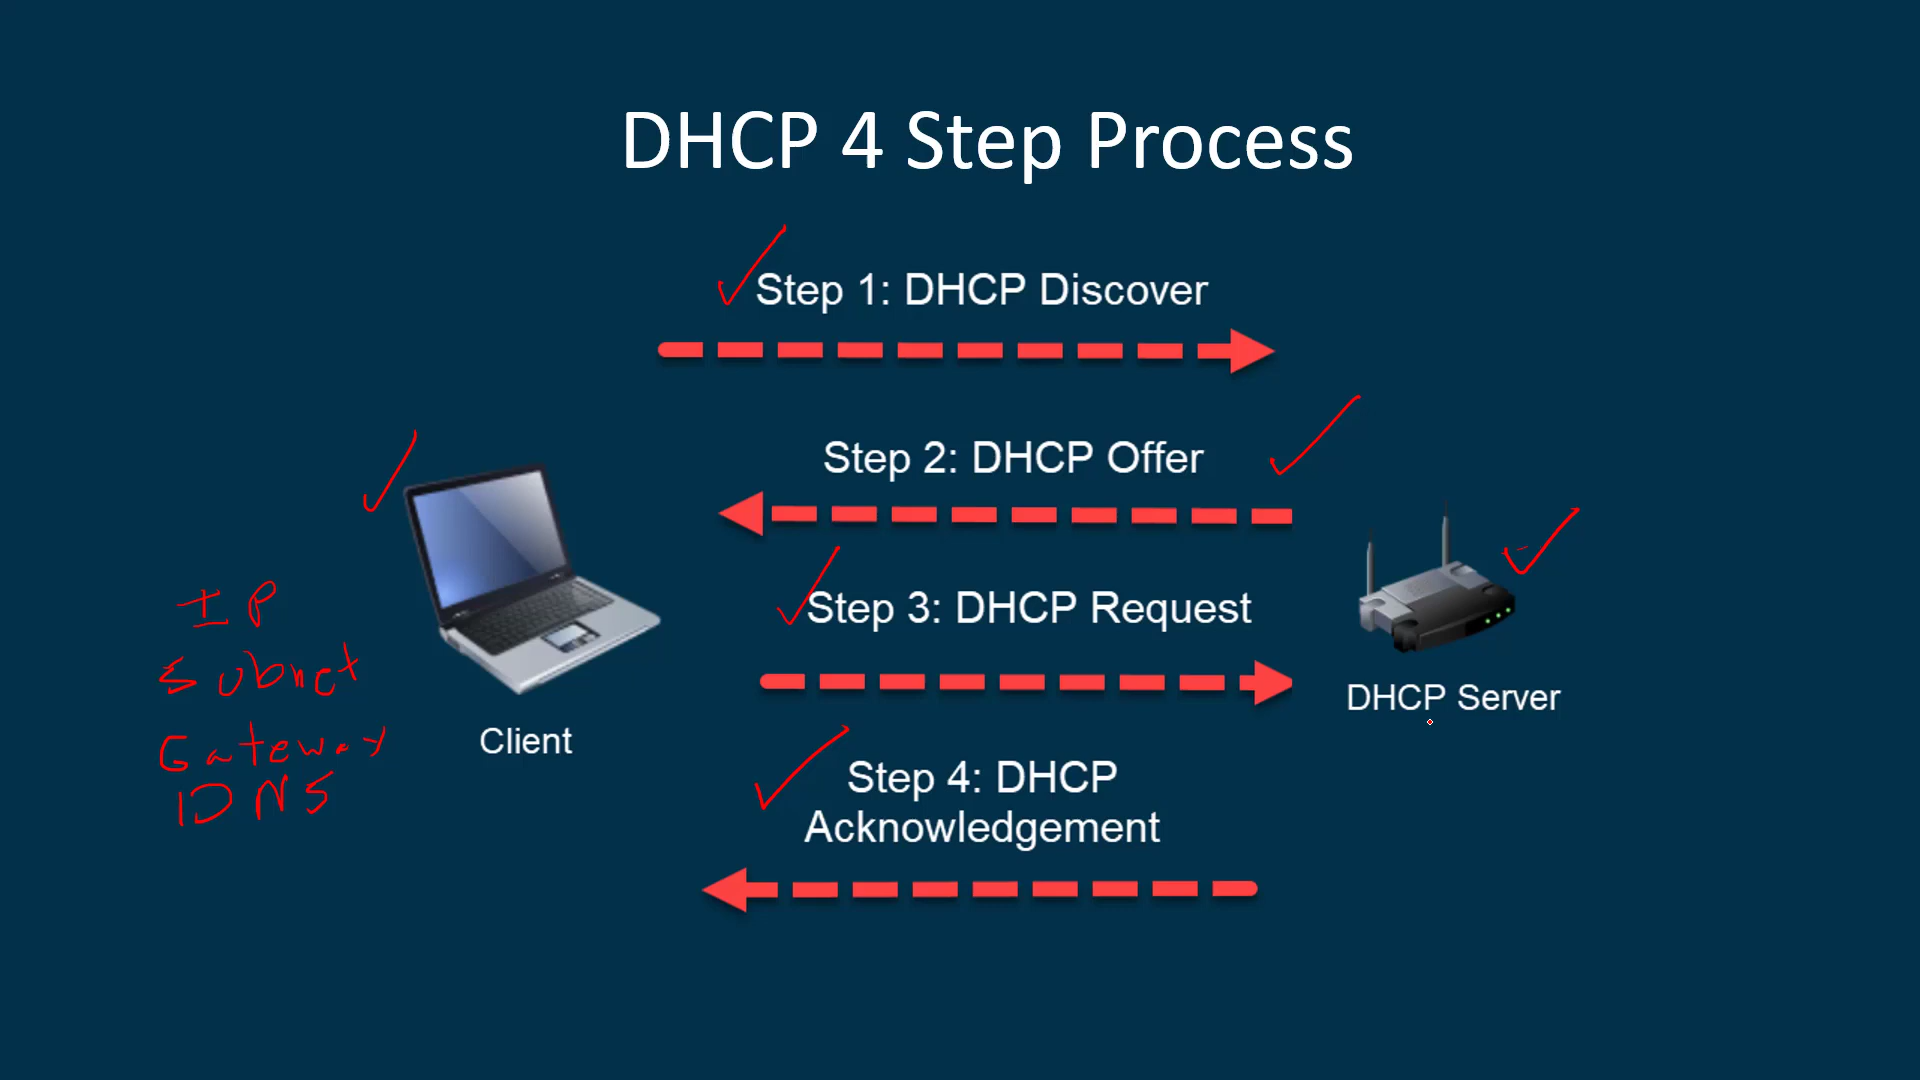 DHCP 4 Step Process
Step 1: DHCP Discover
Step 2: DHCP Offer
Step 3: DHCP Request
Step 4: DHCP
Acknowledgement
Client
DHCP Server
IP
Subnet
Gateway
DNS